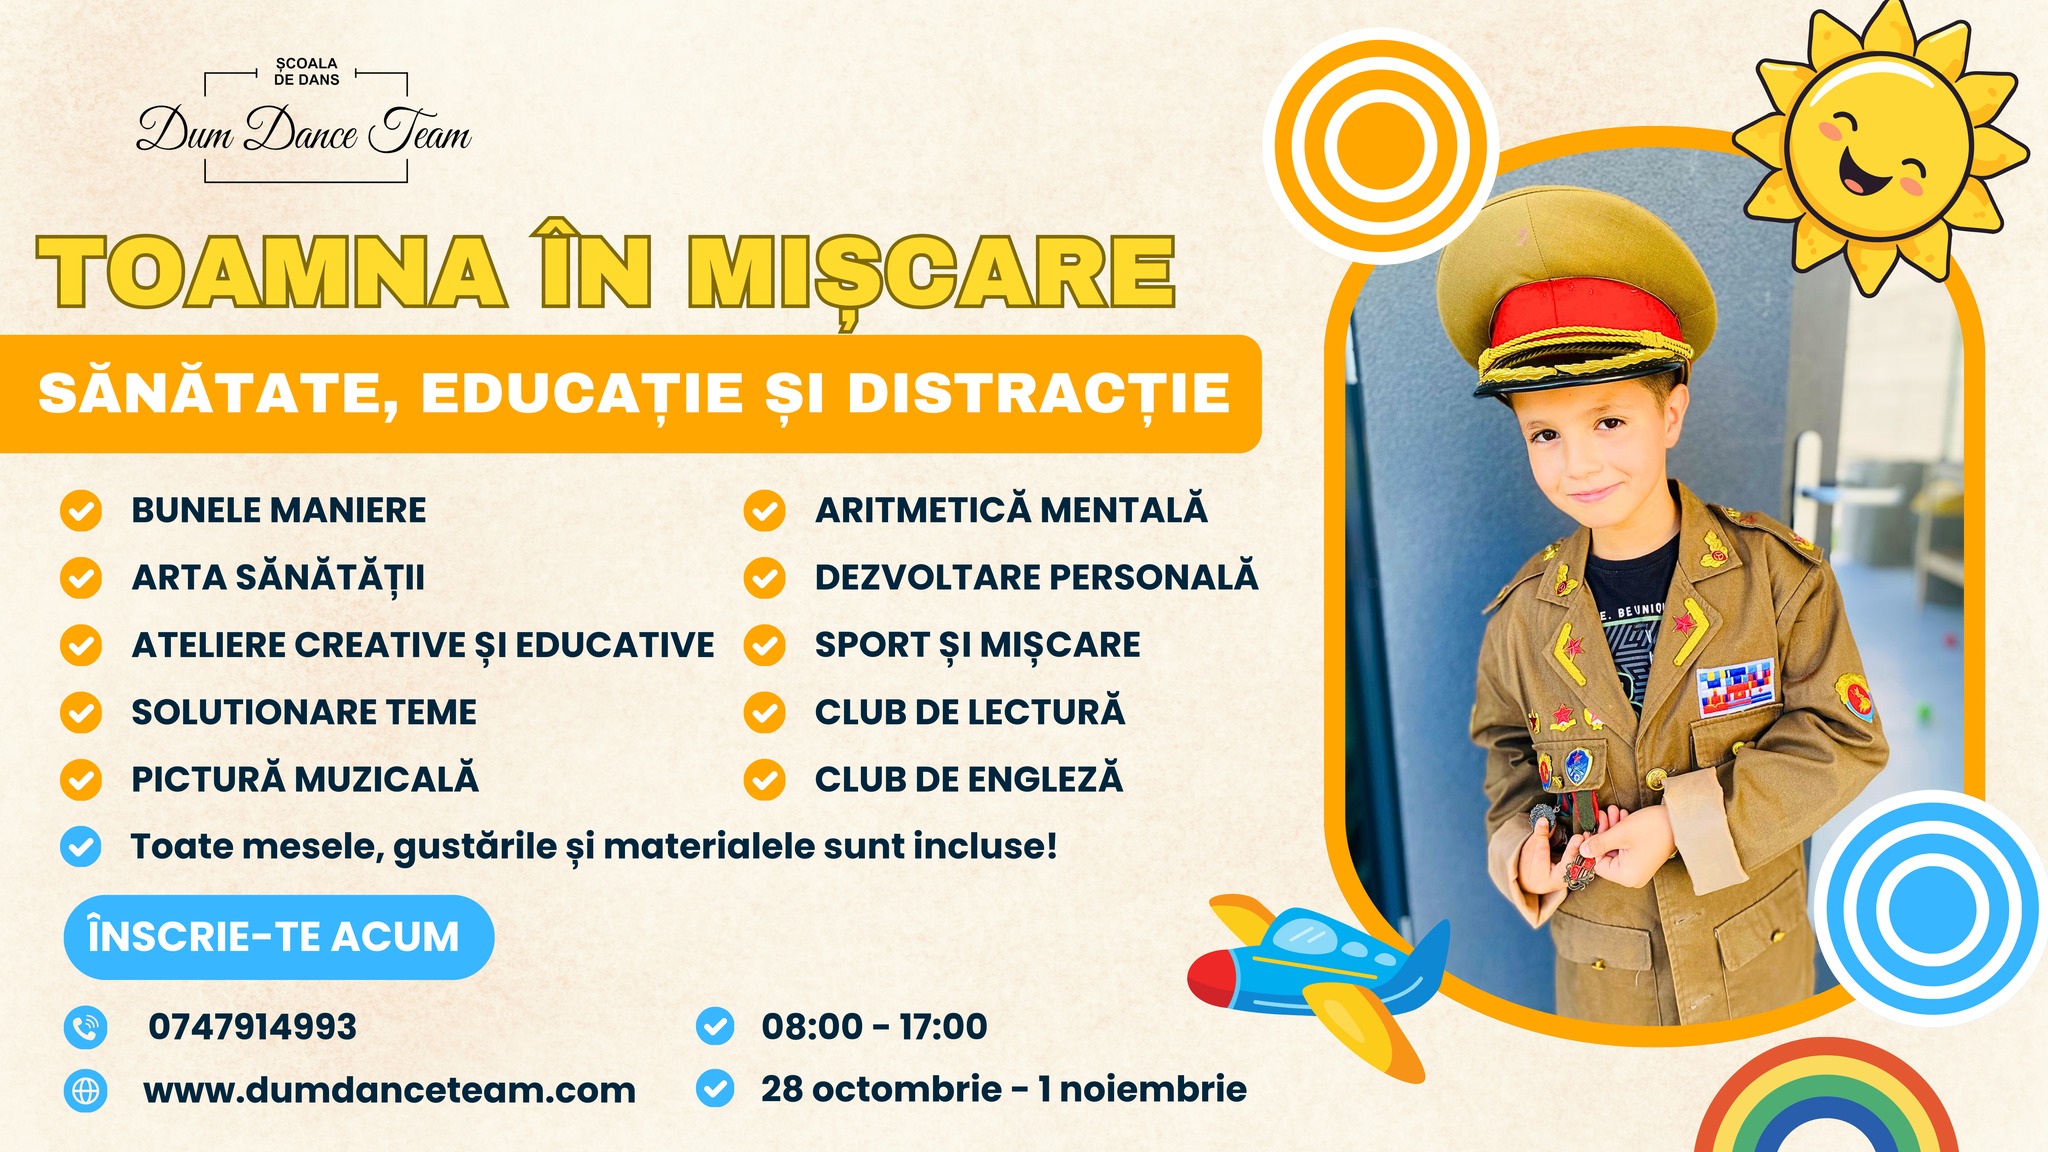 ȘCOALA
DE DANS
Dum Dance Team
TOAMNA ÎN MIȘCARE
SĂNĂTATE, EDUCAȚIE ȘI DISTRACȚIE
BUNELE MANIERE
ARTA SĂNĂTĂȚII
ATELIERE CREATIVE ȘI EDUCATIVE
SOLUTIONARE TEME
PICTURĂ MUZICALĂ
ARITMETICĂ MENTALĂ
DEZVOLTARE PERSONALĂ
SPORT ȘI MIȘCARE
CLUB DE LECTURĂ
CLUB DE ENGLEZĂ
Toate mesele, gustările și materialele sunt incluse!
ÎNSCRIE-TE ACUM
0747914993
www.dumdanceteam.com
08:00 - 17:00
28 octombrie - 1 noiembrie